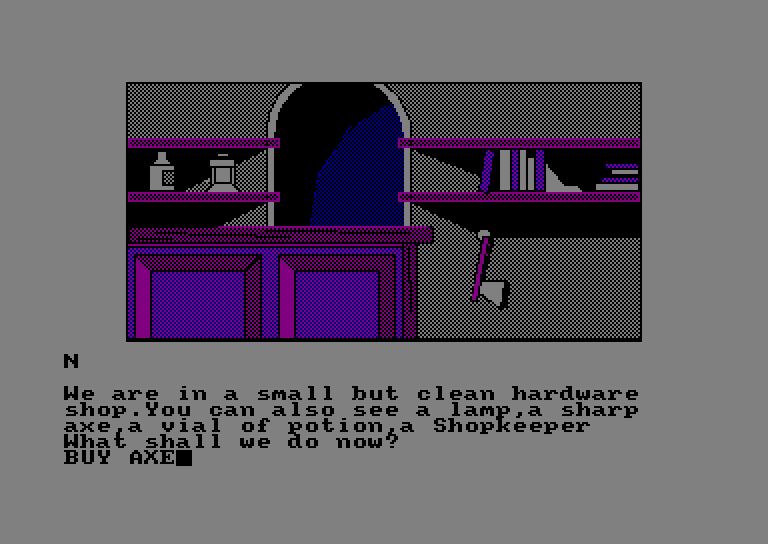 N
We are in a small but clean hardware
shop.You can also see a lamp,a sharp
axe,a vial of potion,a Shopkeeper
What shall we do now?
BUY AXE